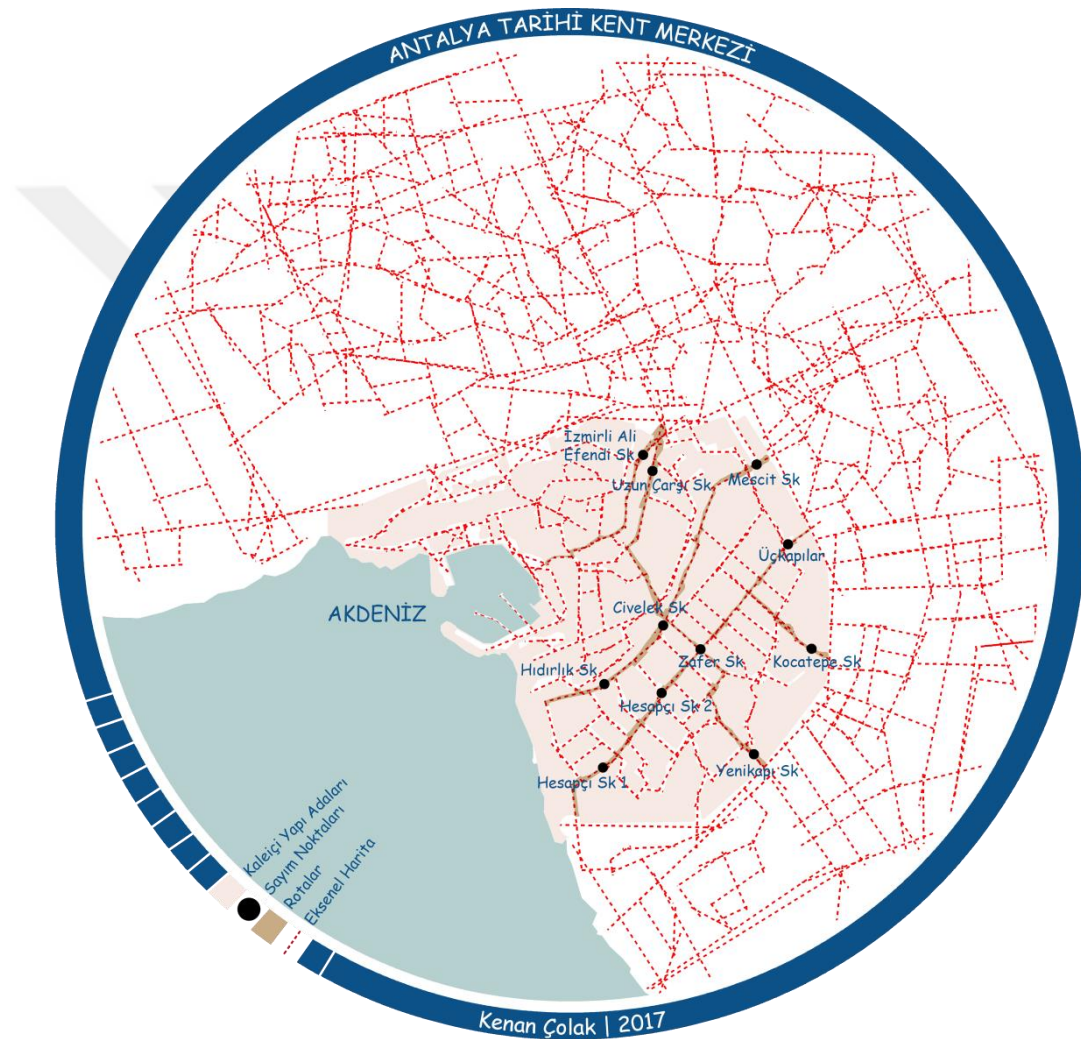 ANTALYA TARİHİ KENT MERKEZİ
İzmirli Ali
Efendi Sk
Uzun Çarşı Sk
Mescit Sk
Üçkapılar
AKDENİZ
Civelek Sk
Zafer Sk
Kocatepe Sk
Hıdırlık Sk
Hesapçı Sk 2
Hesapçı Sk 1
Yenikapı Sk
Kaleiçi Yapı Adaları
Sayım Noktaları
Rotalar
Eksenel Harita
Kenan Çolak | 2017